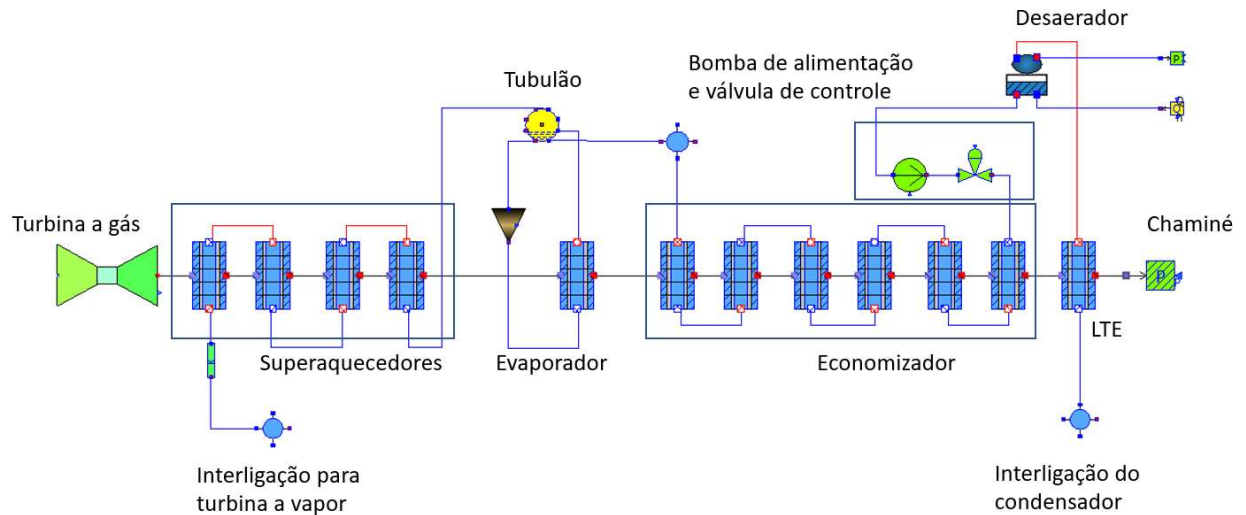 Desaerador
Bomba de alimentação
e válvula de controle
Tubulão
P
Turbina a gás
Chaminé
P
LTE
Superaquecedores
Evaporador
Economizador
Interligação para
turbina a vapor
Interligação do
condensador